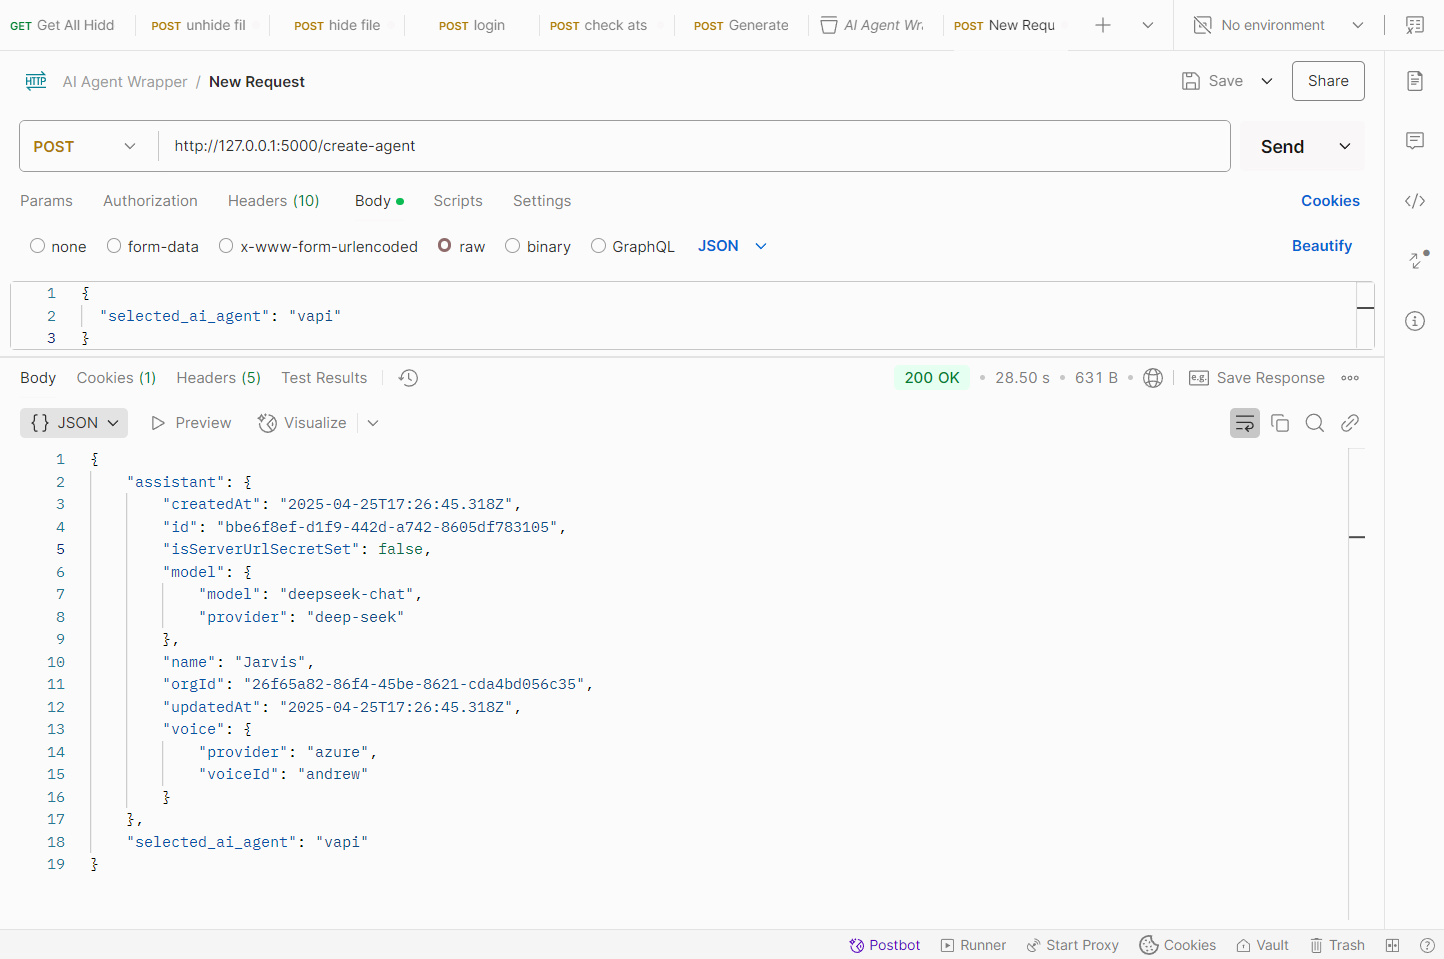 GET Get All Hidd POST unhide fil POST hide file POST login POST check ats POST Generate AI Agent Wra POST New Requ No environment
HTTP AI Agent Wrapper / New Request Save Share
POST http://127.0.0.1:5000/create-agent Send
Params Authorization Headers (10) Body Scripts Settings Cookies
none form-data x-www-form-urlencoded raw binary GraphQL JSON Beautify
1 {
2 "selected_ai_agent": "vapi"
3 }
Body Cookies (1) Headers (5) Test Results 200 OK • 28.50 s • 631 B • e.g. Save Response
{} JSON Preview Visualize
1 {
2 "assistant": {
3 "createdAt": "2025-04-25T17:26:45.318Z",
4 "id": "bbe6f8ef-d1f9-442d-a742-8605df783105",
5 "isServerUrlSecretSet": false,
6 "model": {
7 "model": "deepseek-chat",
8 "provider": "deep-seek"
9 },
10 "name": "Jarvis",
11 "orgId": "26f65a82-86f4-45be-8621-cda4bd056c35",
12 "updatedAt": "2025-04-25T17:26:45.318Z",
13 "voice": {
14 "provider": "azure",
15 "voiceId": "andrew"
16 }
17 },
18 "selected_ai_agent": "vapi"
19 }
Postbot Runner Start Proxy Cookies Vault Trash